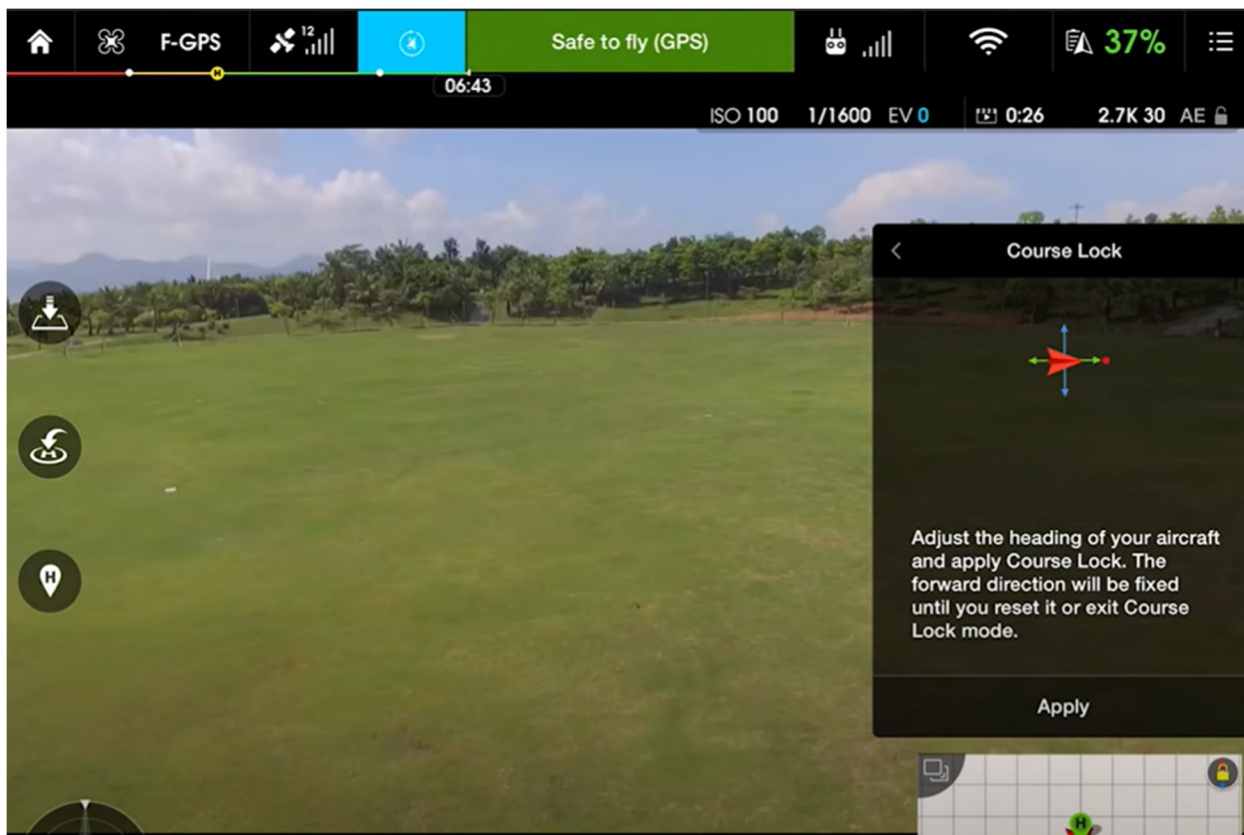 F-GPS
12
Safe to fly (GPS)
37%
H
06:43
ISO 100 1/1600 EV 0 0:26 2.7K 30 AE
Course Lock
H
Adjust the heading of your aircraft
and apply Course Lock. The
forward direction will be fixed
until you reset it or exit Course
Lock mode.
Apply
H